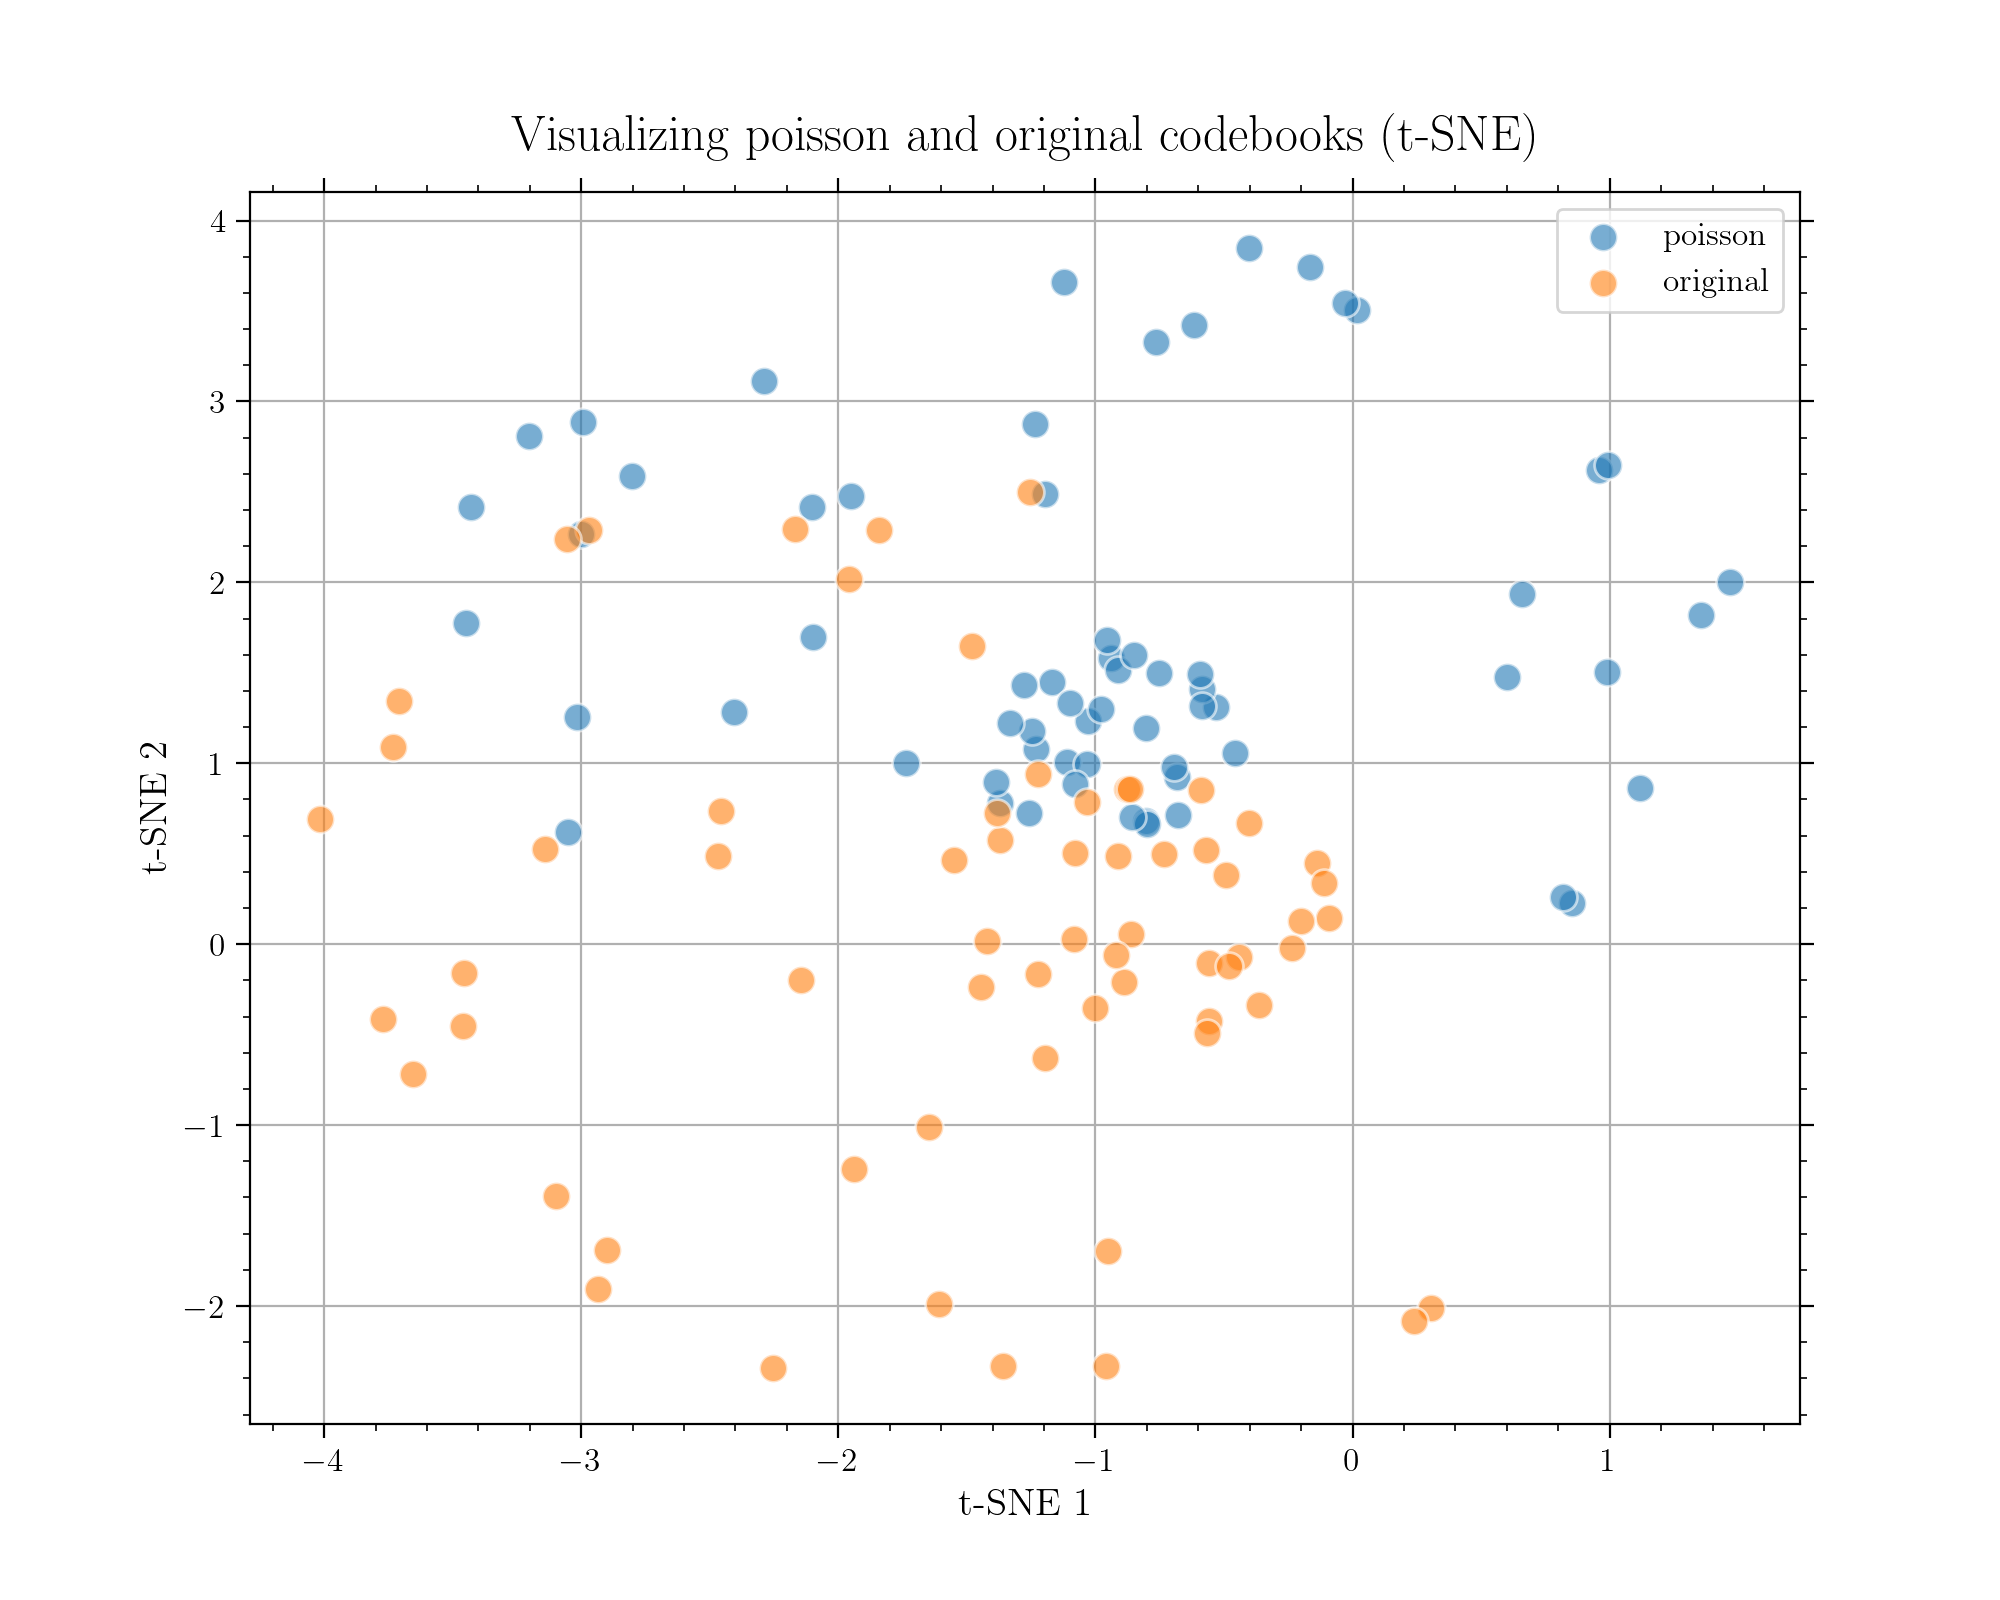 Visualizing poisson and original codebooks (t-SNE)
poisson
original
4
3
2
1
0
−1
−2
t-SNE 2
−4 −3 −2 −1 0 1
t-SNE 1